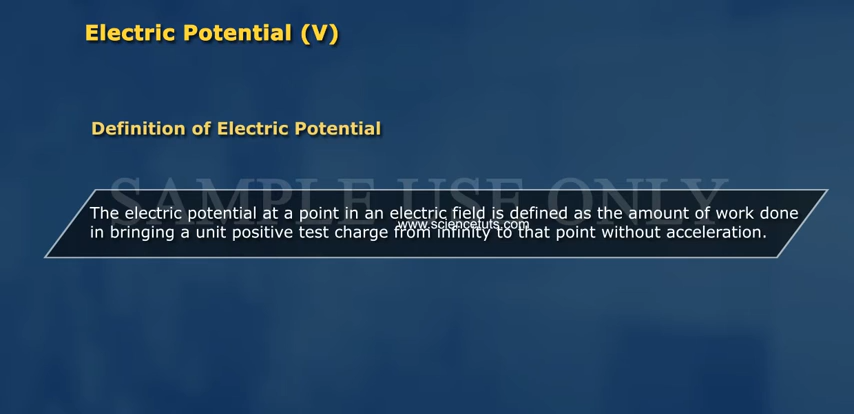 Electric Potential (V)
Definition of Electric Potential
SAMPLE USE ONLY
The electric potential at a point in an electric field is defined as the amount of work done
www.sciencetuts.com
in bringing a unit positive test charge from infinity to that point without acceleration.